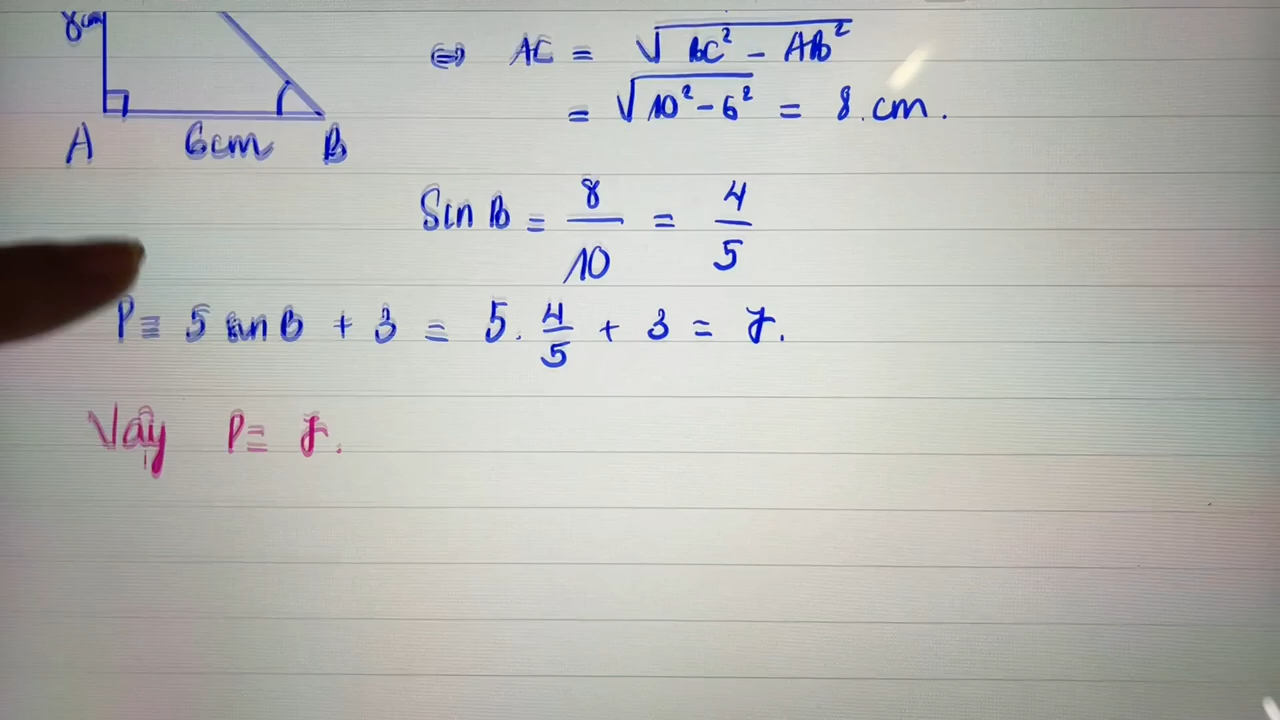 8cm
⇔ AC = √BC² - AB²
= √10² - 6² = 8 cm.
A 6cm B
Sin B = 8/10 = 4/5
P = 5 sin B + 3 = 5. 4/5 + 3 = 7.
Vậy P = 7.